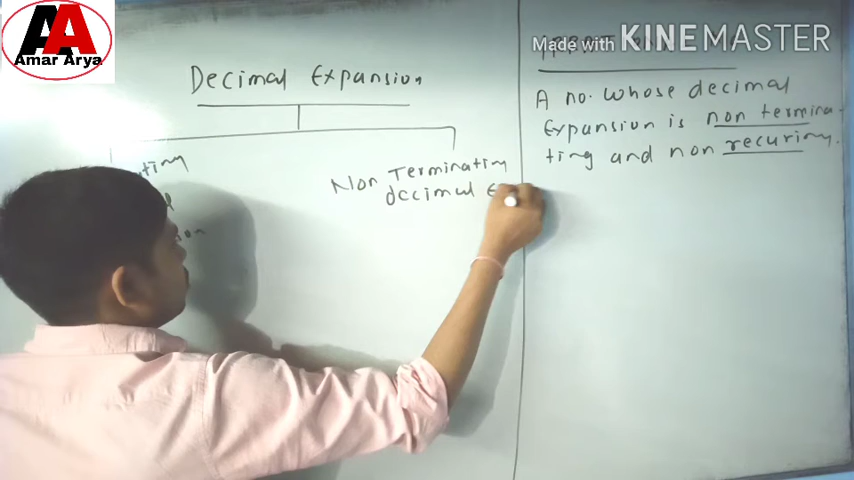 AA
Amar Arya
Made with KINEMASTER
Decimal Expansion
Non Terminating
decimal E
A no. whose decimal
Expansion is non termina-
ting and non recuring.